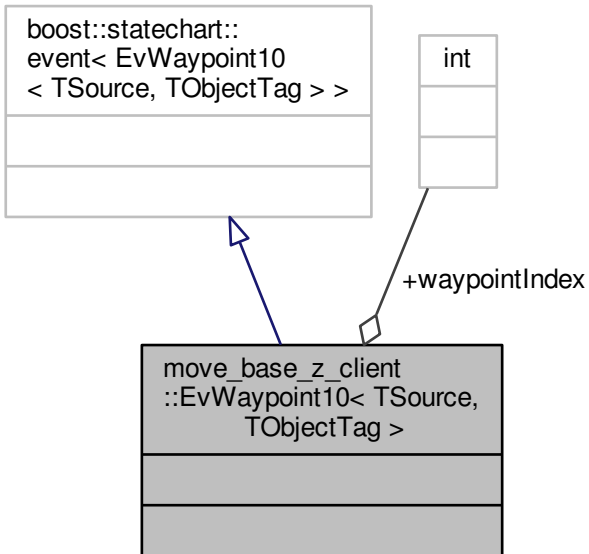 boost::statechart::
event< EvWaypoint10
< TSource, TObjectTag > >
int
+waypointIndex
move_base_z_client
::EvWaypoint10< TSource,
TObjectTag >